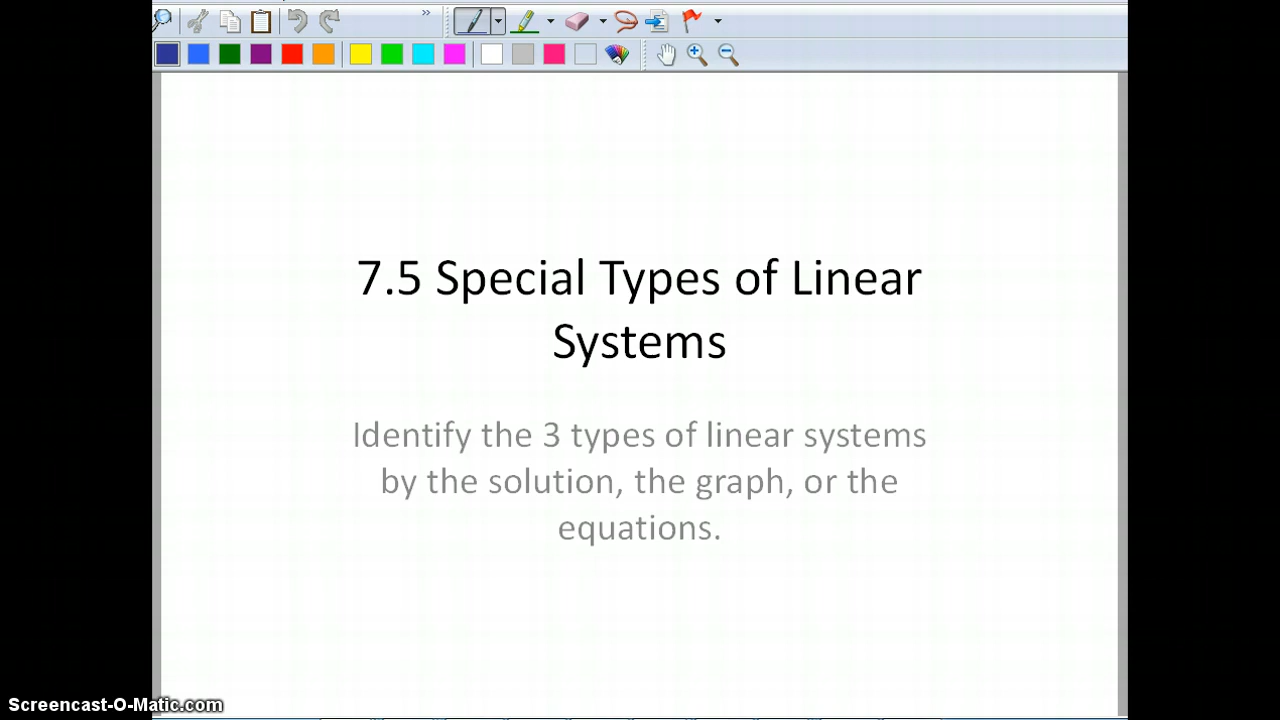 7.5 Special Types of Linear
Systems
Identify the 3 types of linear systems
by the solution, the graph, or the
equations.
Screencast-O-Matic.com